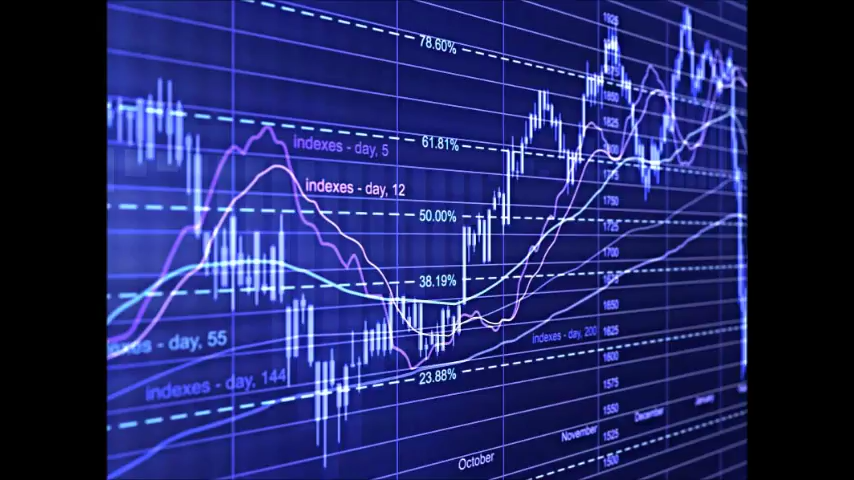 78.60%
indexes - day, 5
61.81%
indexes - day, 12
50.00%
38.19%
indexes - day, 55
indexes - day, 200
indexes - day, 144
23.88%
1925
1850
1825
1800
1775
1750
1725
1700
1650
1625
1600
1575
1550
1525
1500
October
November
December
January